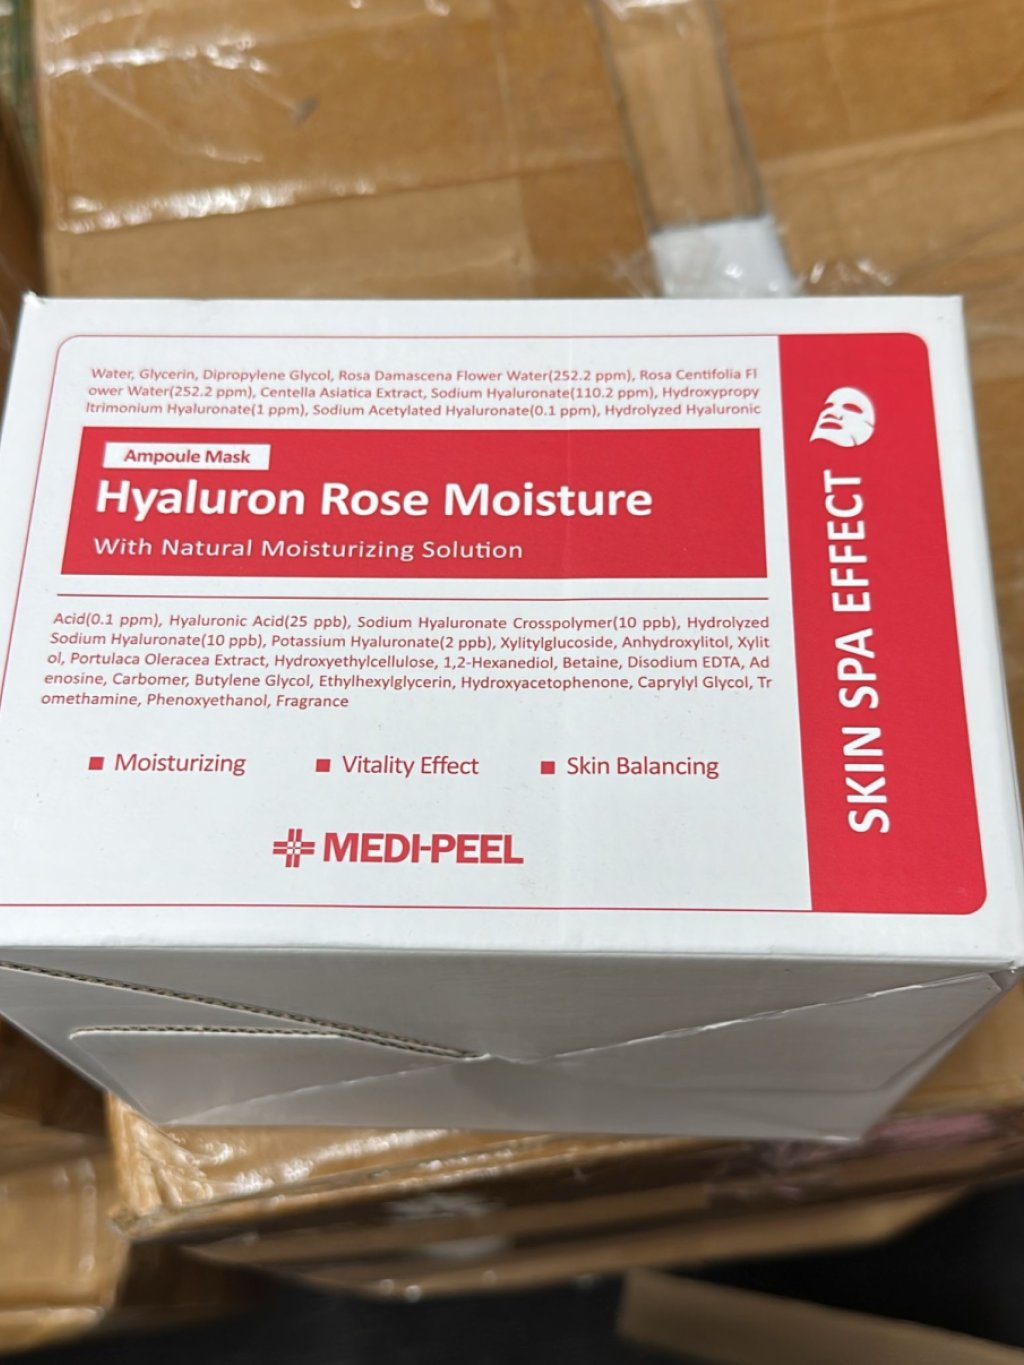 Water, Glycerin, Dipropylene Glycol, Rosa Damascena Flower Water(252.2 ppm), Rosa Centifolia Fl
ower Water(252.2 ppm), Centella Asiatica Extract, Sodium Hyaluronate(110.2 ppm), Hydroxypropy
ltrimonium Hyaluronate(1 ppm), Sodium Acetylated Hyaluronate(0.1 ppm), Hydrolyzed Hyaluronic
Ampoule Mask
Hyaluron Rose Moisture
With Natural Moisturizing Solution
Acid(0.1 ppm), Hyaluronic Acid(25 ppb), Sodium Hyaluronate Crosspolymer(10 ppb), Hydrolyzed
Sodium Hyaluronate(10 ppb), Potassium Hyaluronate(2 ppb), Xylitylglucoside, Anhydroxylitol, Xylit
ol, Portulaca Oleracea Extract, Hydroxyethylcellulose, 1,2-Hexanediol, Betaine, Disodium EDTA, Ad
enosine, Carbomer, Butylene Glycol, Ethylhexylglycerin, Hydroxyacetophenone, Caprylyl Glycol, Tr
omethamine, Phenoxyethanol, Fragrance
■ Moisturizing ■ Vitality Effect ■ Skin Balancing
MEDI-PEEL
SKIN SPA EFFECT